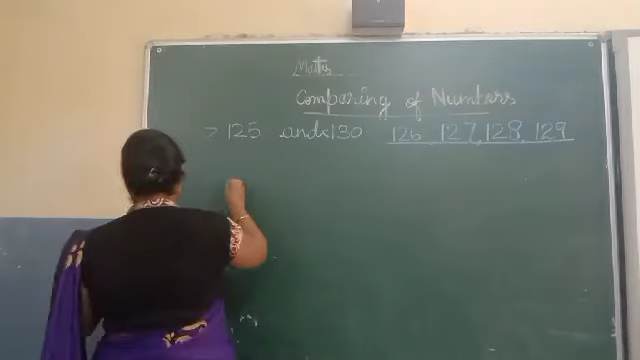 Maths
Comparing of Numbers
> 125 and < 130 126, 127, 128, 129